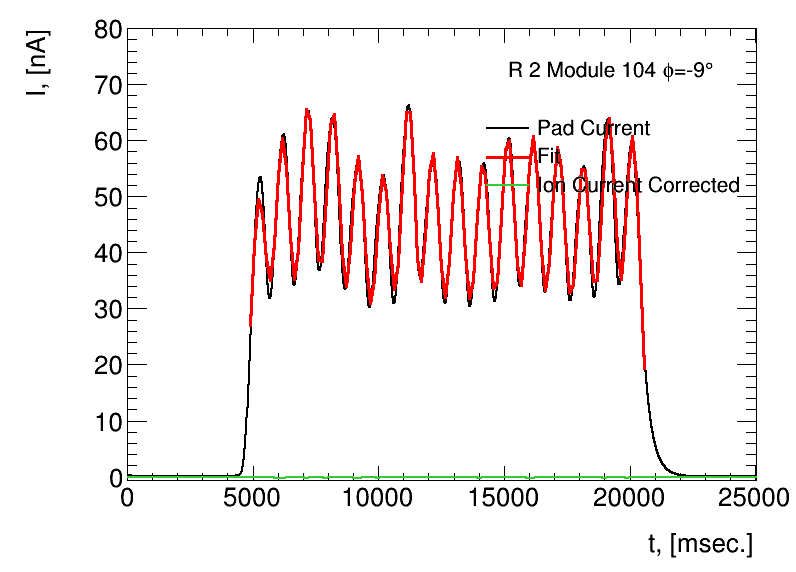 I, [nA]
80
70
60
50
40
30
20
10
0
R 2 Module 104 ϕ=-9°
Pad Current
Fit
Ion Current Corrected
0 5000 10000 15000 20000 25000
t, [msec.]